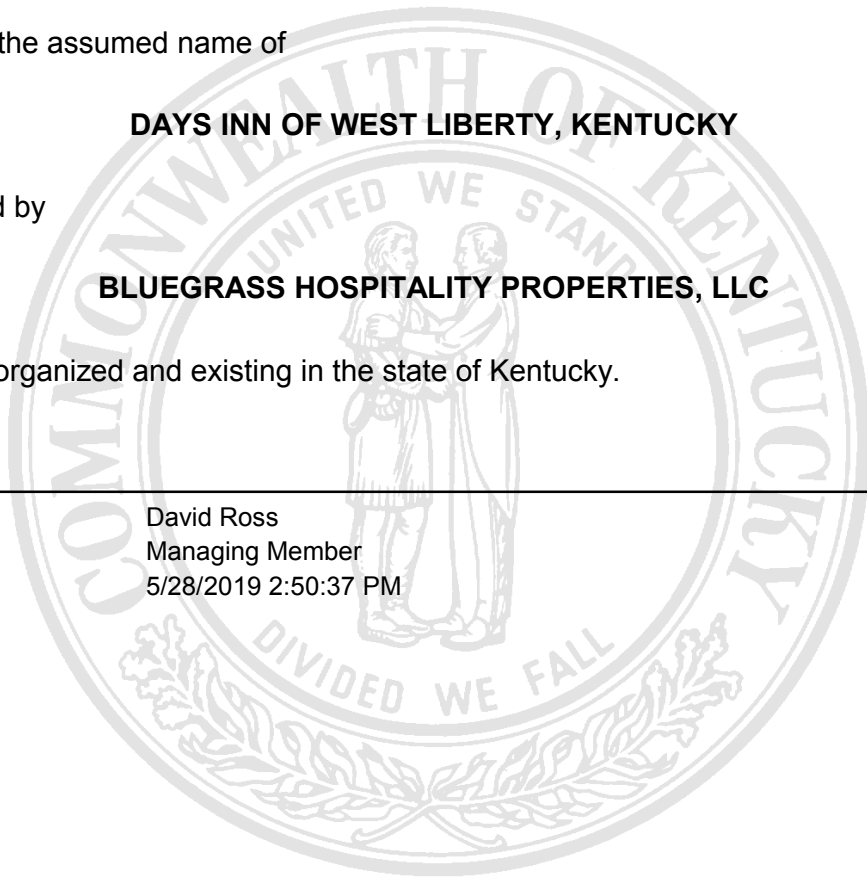 the assumed name of
DAYS INN OF WEST LIBERTY, KENTUCKY
by
BLUEGRASS HOSPITALITY PROPERTIES, LLC
organized and existing in the state of Kentucky.
David Ross
Managing Member
5/28/2019 2:50:37 PM
COMMONWEALTH OF KENTUCKY
UNITED WE STAND
DIVIDED WE FALL